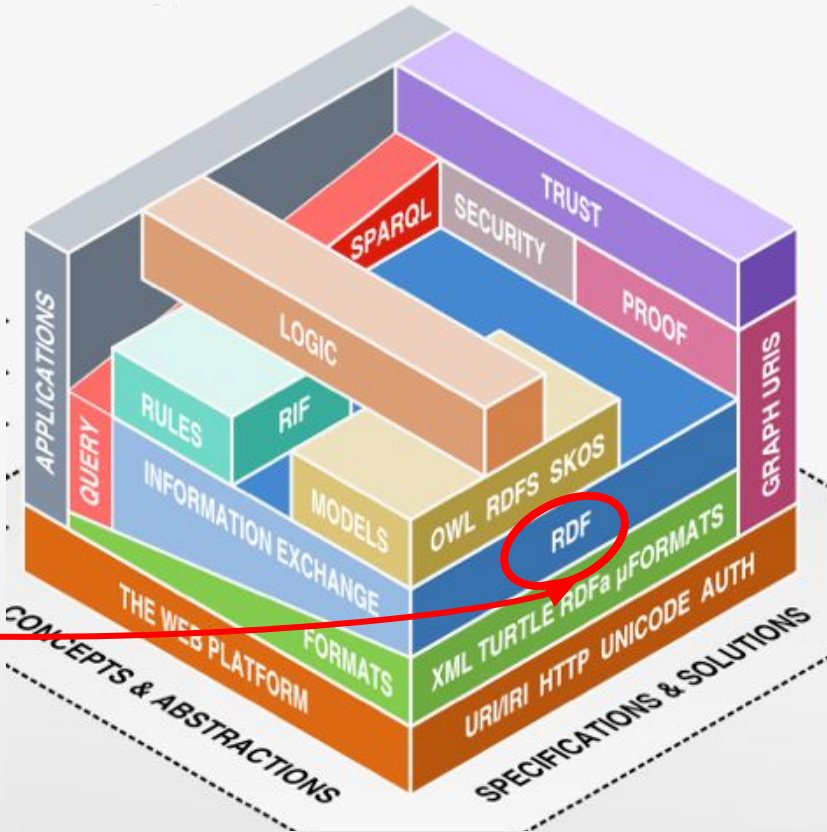 TRUST
SPARQL
SECURITY
PROOF
LOGIC
APPLICATIONS
RULES
RIF
GRAPH URIS
QUERY
INFORMATION EXCHANGE
MODELS
OWL RDFS SKOS
RDF
THE WEB PLATFORM
FORMATS
XML TURTLE RDFa µFORMATS
URI/IRI HTTP UNICODE AUTH
CONCEPTS & ABSTRACTIONS
SPECIFICATIONS & SOLUTIONS